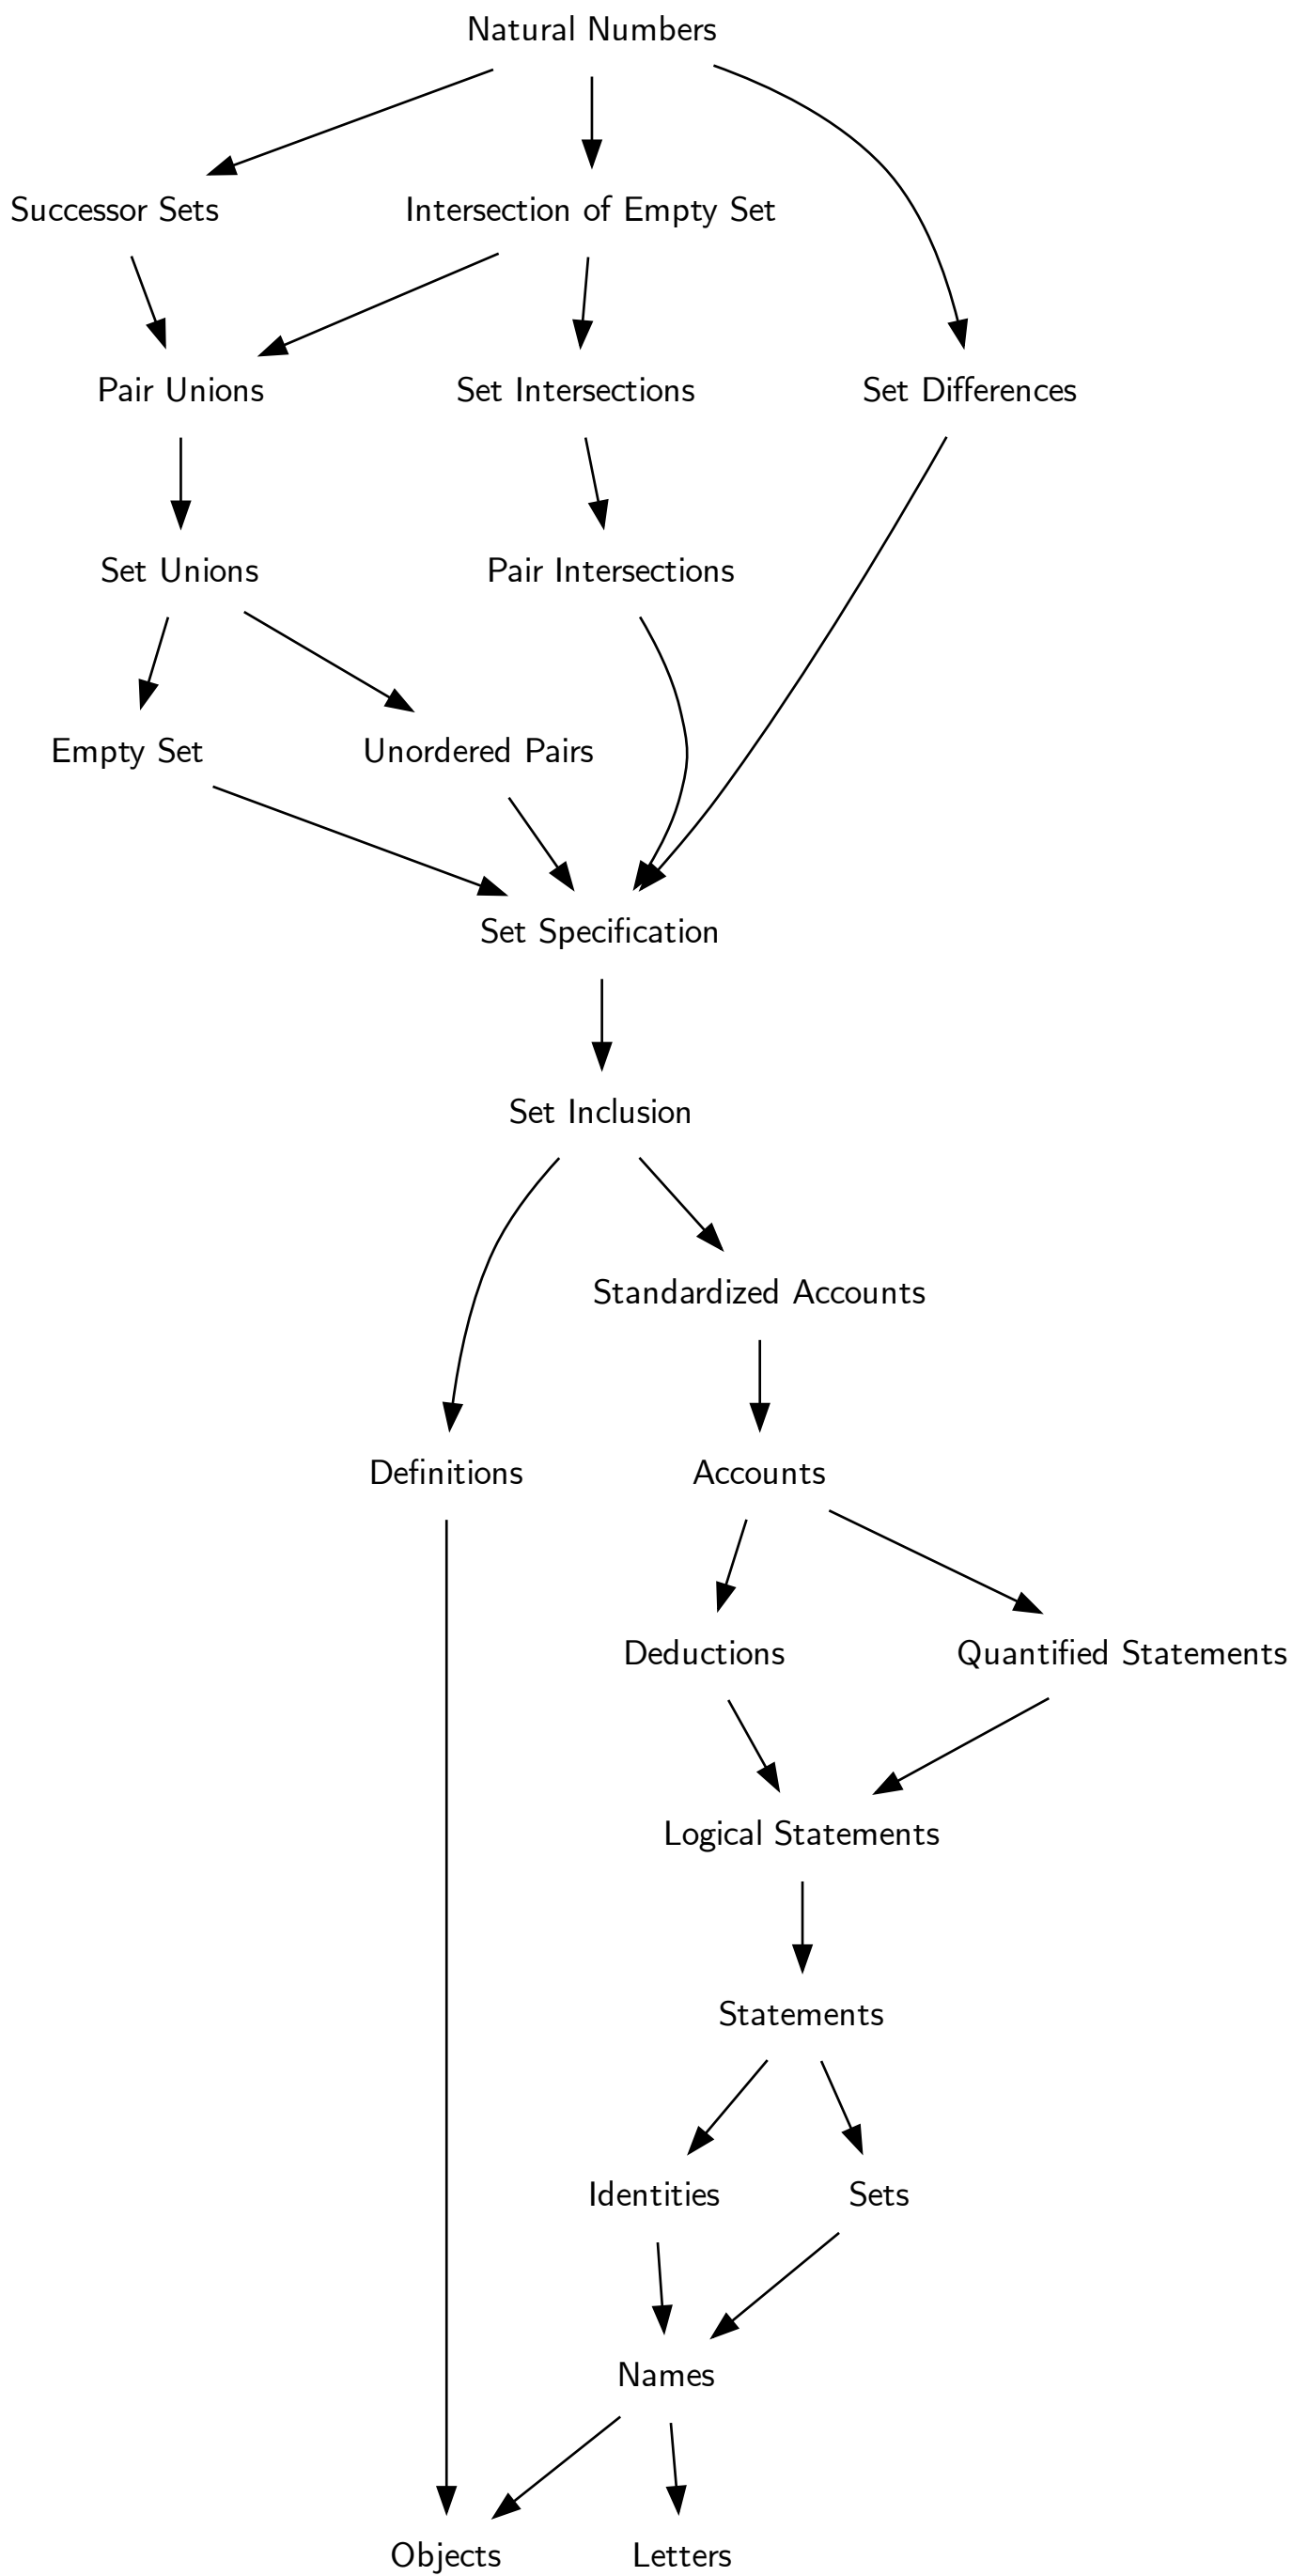 Natural Numbers
Successor Sets
Intersection of Empty Set
Pair Unions
Set Intersections
Set Differences
Set Unions
Pair Intersections
Empty Set
Unordered Pairs
Set Specification
Set Inclusion
Standardized Accounts
Definitions
Accounts
Deductions
Quantified Statements
Logical Statements
Statements
Identities
Sets
Names
Objects
Letters